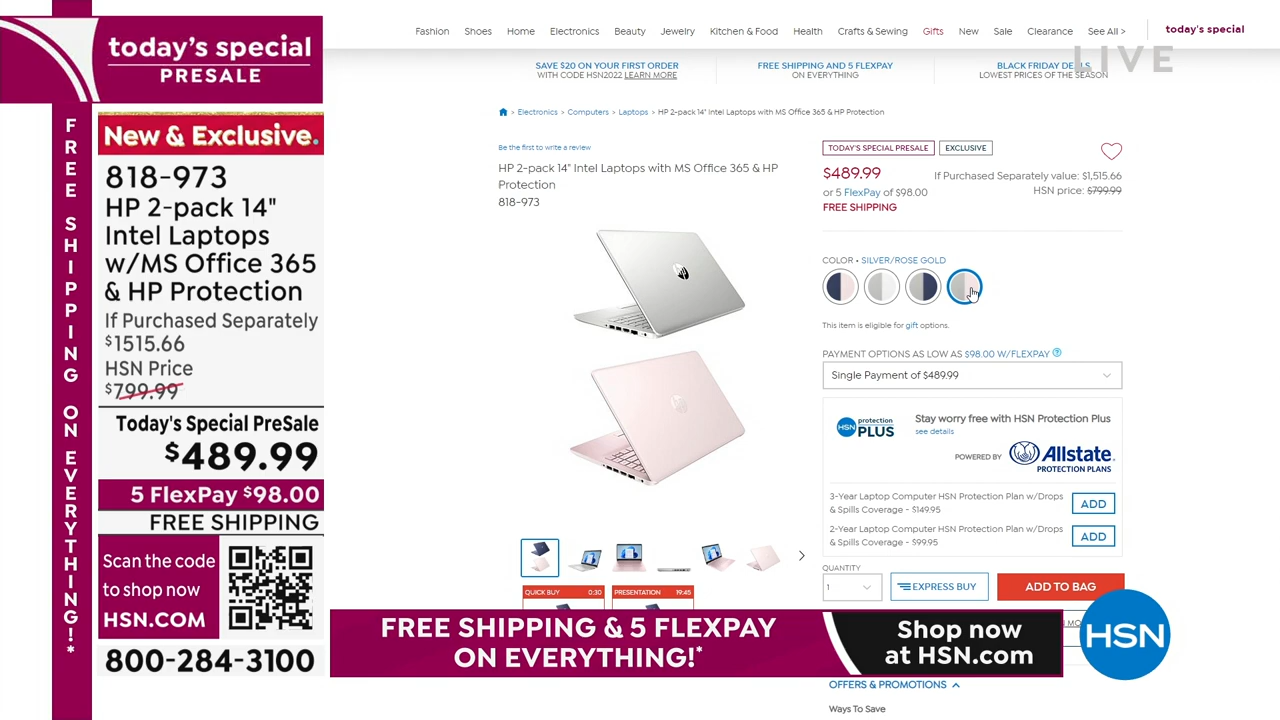 today's special
PRESALE
FREE SHIPPING ON EVERYTHING!*
New & Exclusive.
818-973
HP 2-pack 14"
Intel Laptops
w/MS Office 365
& HP Protection
If Purchased Separately
$1515.66
HSN Price
$799.99
Today's Special PreSale
$489.99
5 FlexPay $98.00
FREE SHIPPING
Scan the code
to shop now
HSN.COM
800-284-3100
Fashion Shoes Home Electronics Beauty Jewelry Kitchen & Food Health Crafts & Sewing Gifts New Sale Clearance See All > today's special
LIVE
SAVE $20 ON YOUR FIRST ORDER
WITH CODE HSN2022 LEARN MORE
FREE SHIPPING AND 5 FLEXPAY
ON EVERYTHING
BLACK FRIDAY DEALS
LOWEST PRICES OF THE SEASON
Electronics > Computers > Laptops > HP 2-pack 14" Intel Laptops with MS Office 365 & HP Protection
Be the first to write a review
HP 2-pack 14" Intel Laptops with MS Office 365 & HP
Protection
818-973
TODAY'S SPECIAL PRESALE EXCLUSIVE
$489.99
If Purchased Separately value: $1,515.66
or 5 FlexPay of $98.00
HSN price: $799.99
FREE SHIPPING
COLOR • SILVER/ROSE GOLD
This item is eligible for gift options.
PAYMENT OPTIONS AS LOW AS $98.00 W/FLEXPAY ?
Single Payment of $489.99
HSN protection PLUS
Stay worry free with HSN Protection Plus
see details
POWERED BY Allstate.
PROTECTION PLANS
3-Year Laptop Computer HSN Protection Plan w/Drops
& Spills Coverage - $149.95
ADD
2-Year Laptop Computer HSN Protection Plan w/Drops
& Spills Coverage - $99.95
ADD
QUANTITY
1
EXPRESS BUY
ADD TO BAG
QUICK BUY 0:30
PRESENTATION 19:45
hp
FREE SHIPPING & 5 FLEXPAY
ON EVERYTHING!*
Shop now
at HSN.com
HSN
OFFERS & PROMOTIONS
Ways To Save